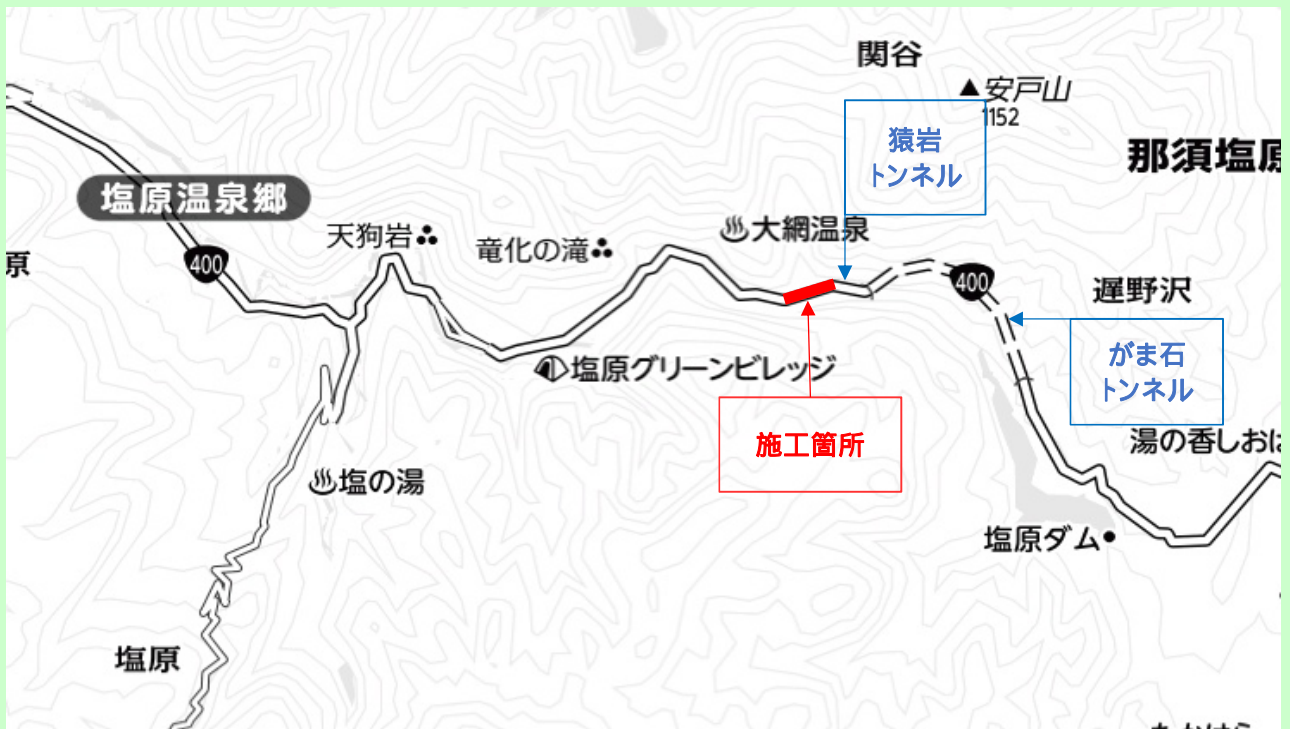 関谷
安戸山
1152
猿岩
トンネル
那須塩原
塩原温泉郷
天狗岩
竜化の滝
大網温泉
原
400
400
遅野沢
がま石
トンネル
塩原グリーンビレッジ
施工箇所
湯の香しおば
塩の湯
塩原ダム
塩原